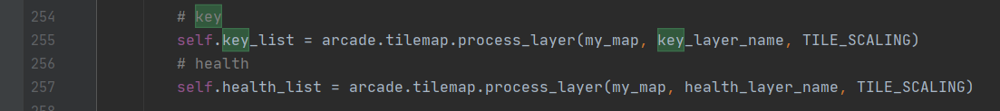 254 # key
255 self.key_list = arcade.tilemap.process_layer(my_map, key_layer_name, TILE_SCALING)
256 # health
257 self.health_list = arcade.tilemap.process_layer(my_map, health_layer_name, TILE_SCALING)
258